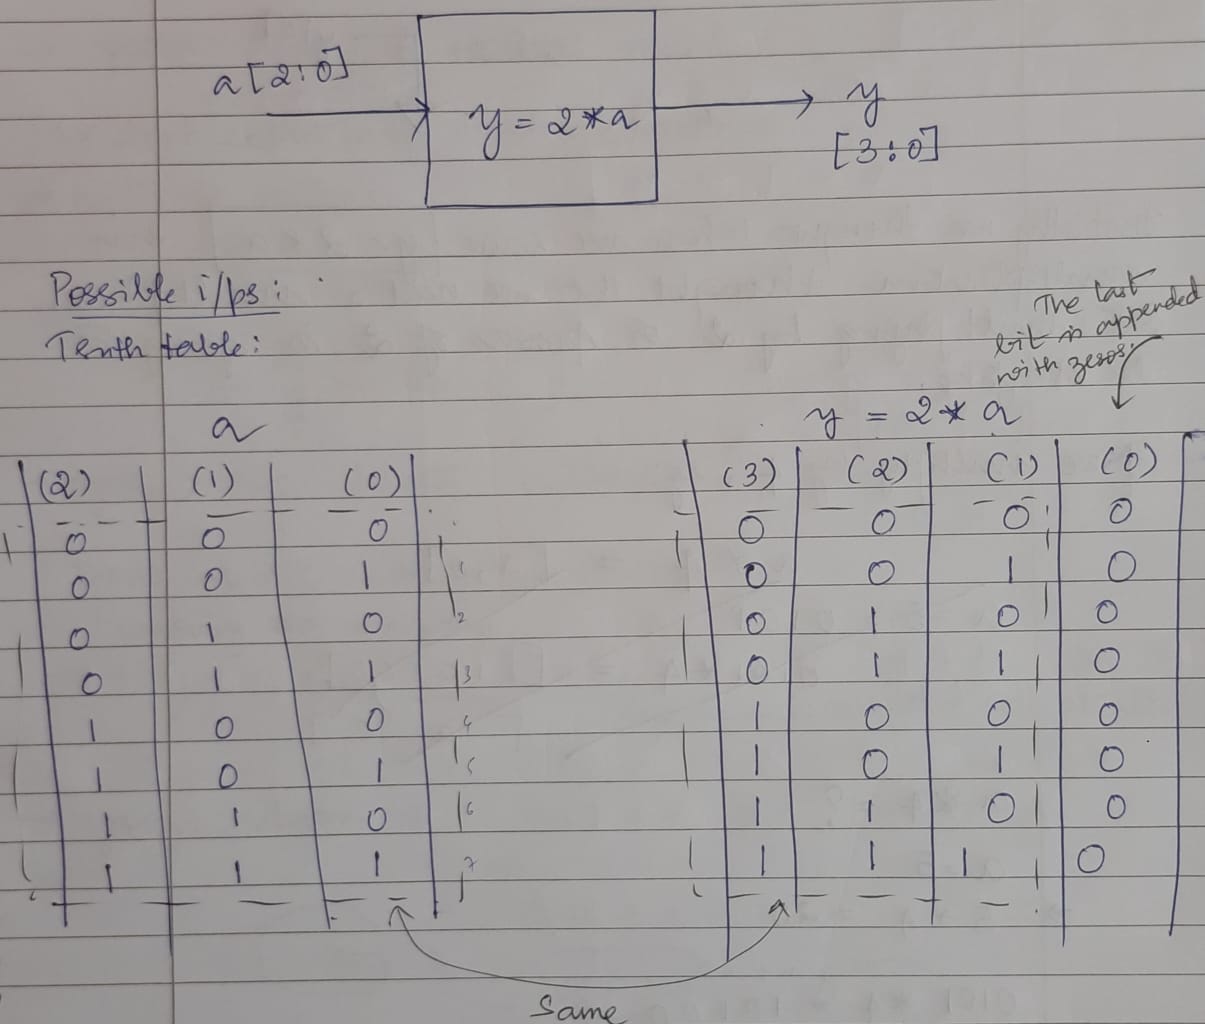 a[2:0]
y = 2*a
y
[3:0]
Possible i/ps:
Truth table:
The last
bit is appended
with zeros.
a
y = 2* a
(2) (1) (0)
(3) (2) (1) (0)
0 0 0
0 0 0 0
0 0 1 1
0 0 1 0
0 1 0 2
0 1 0 0
0 1 1 3
0 1 1 0
1 0 0 4
1 0 0 0
1 0 1 5
1 0 1 0
1 1 0 6
1 1 0 0
1 1 1 7
1 1 1 0
Same